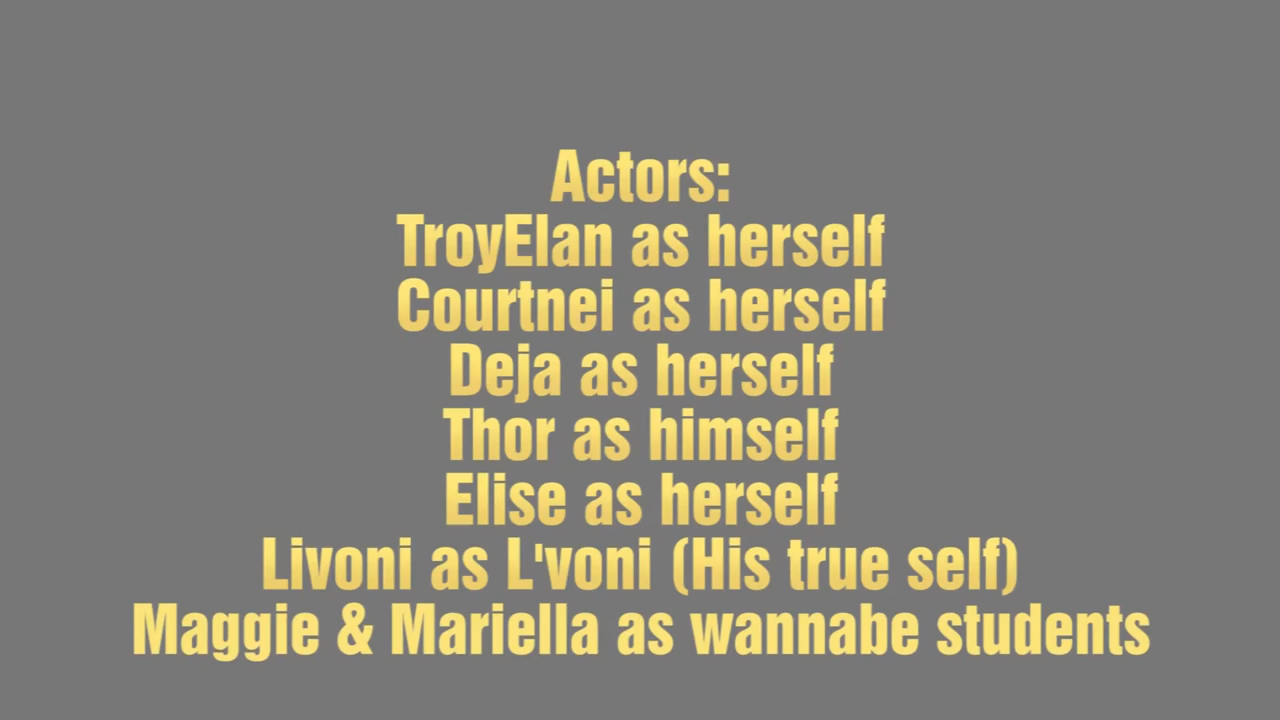 Actors:
TroyElan as herself
Courtnei as herself
Deja as herself
Thor as himself
Elise as herself
Livoni as L'voni (His true self)
Maggie & Mariella as wannabe students